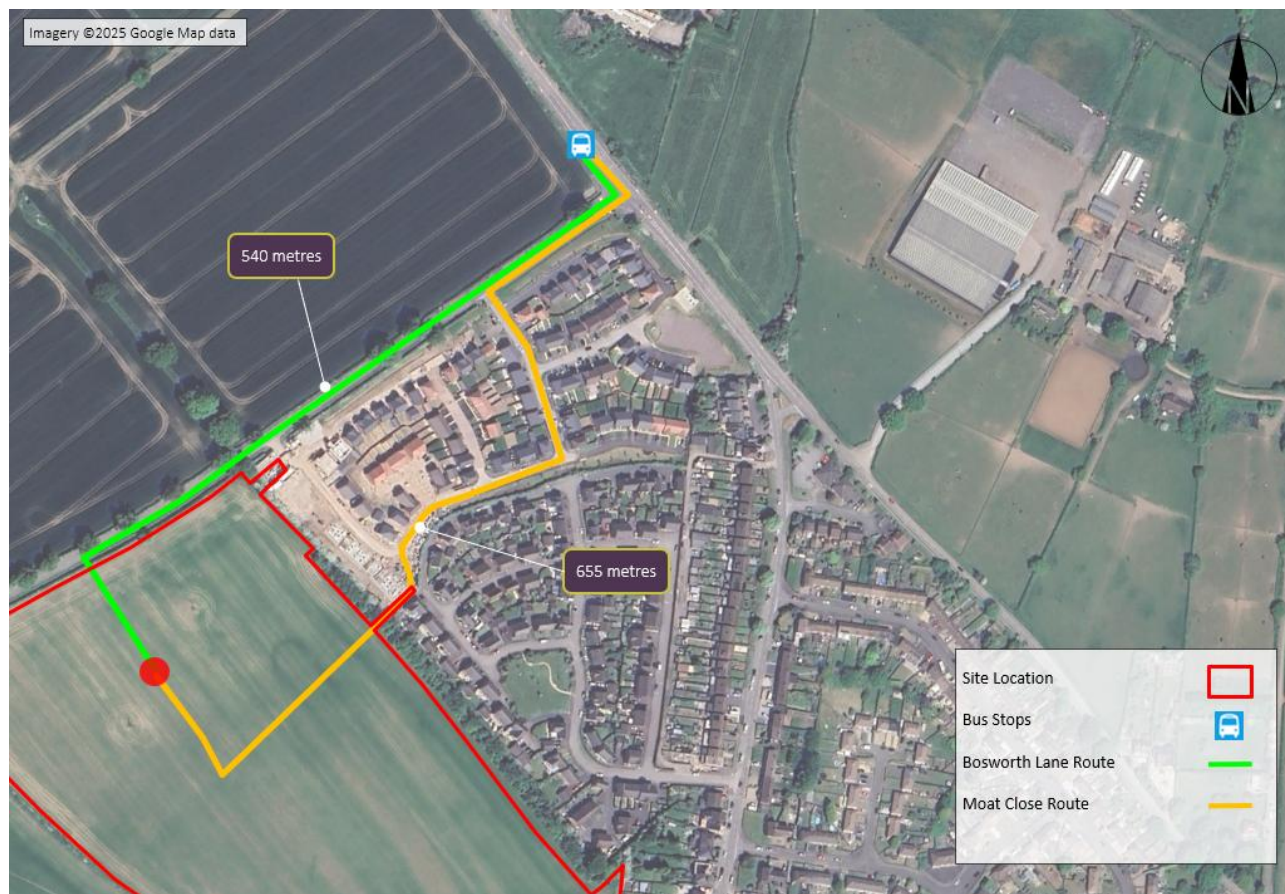 Imagery ©2025 Google Map data
N
540 metres
655 metres
Site Location
Bus Stops
Bosworth Lane Route
Moat Close Route